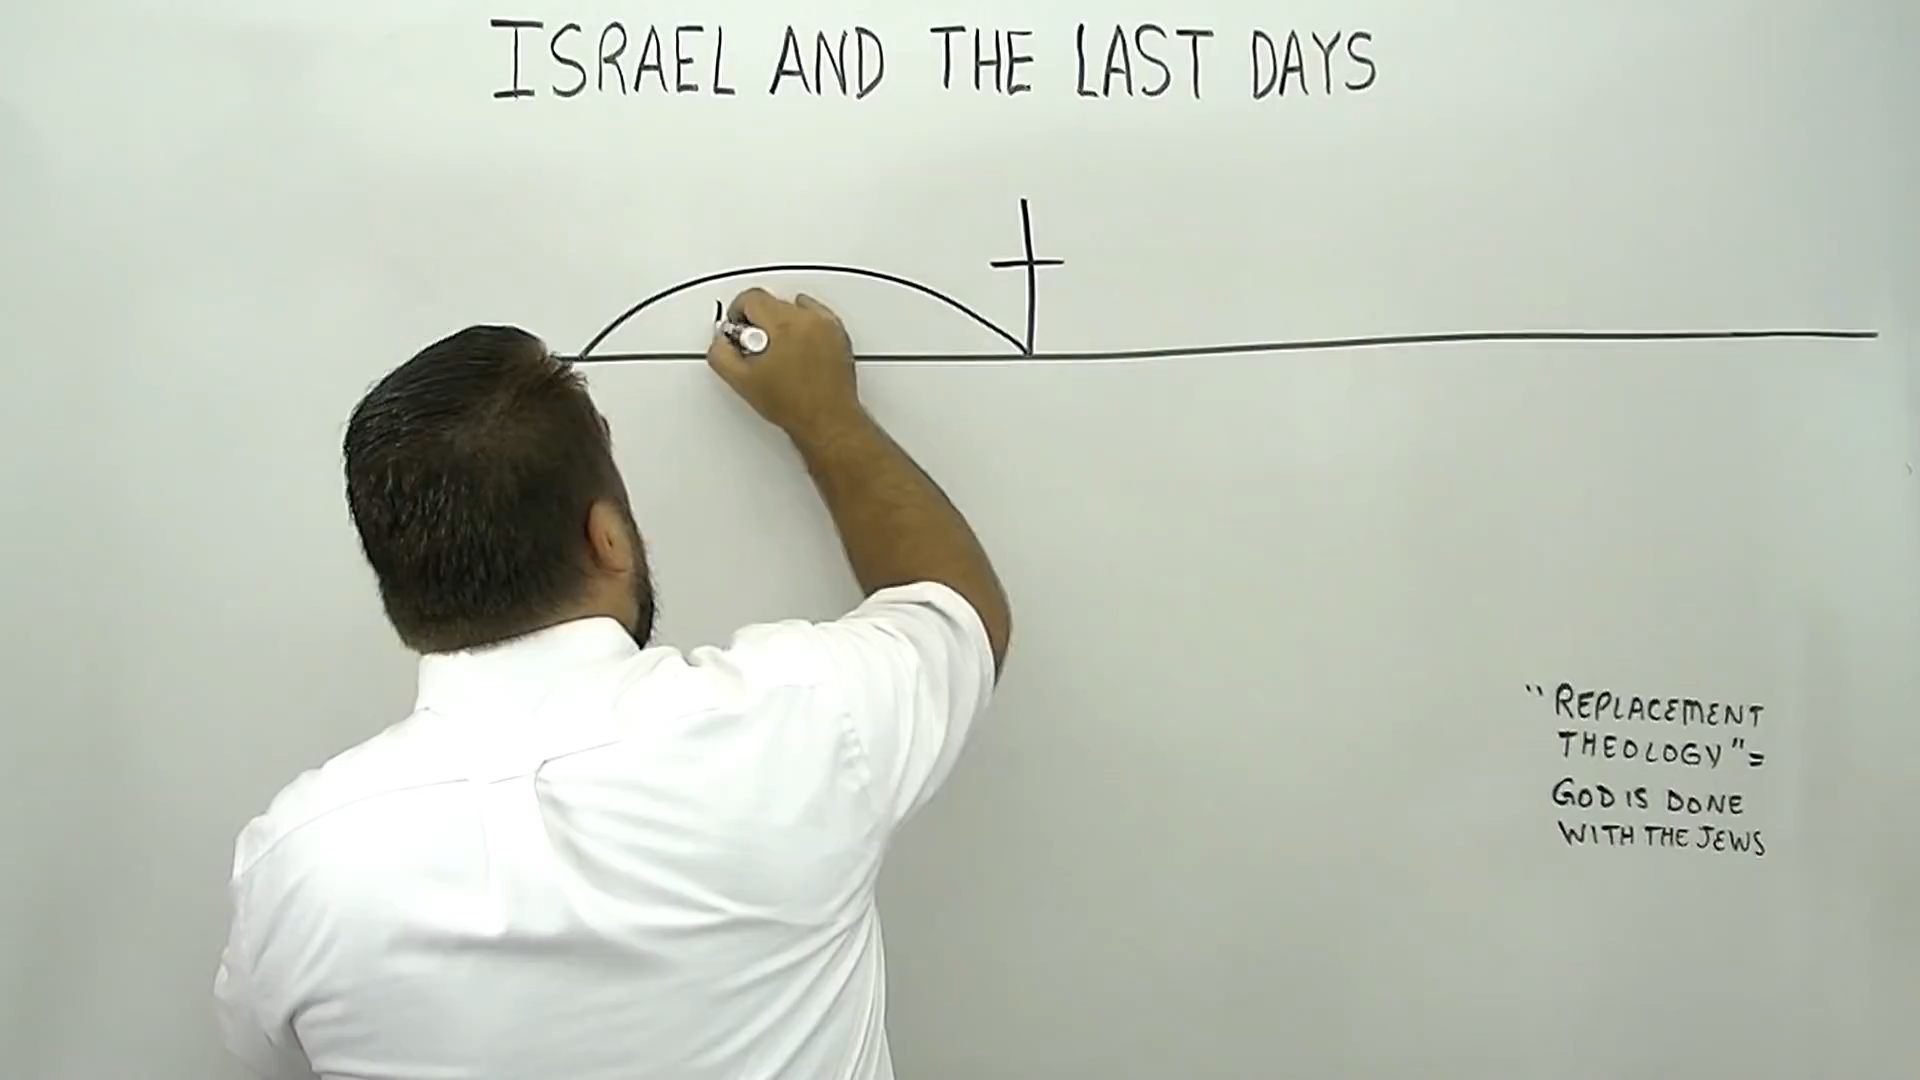 ISRAEL AND THE LAST DAYS
"REPLACEMENT
THEOLOGY"=
GOD IS DONE
WITH THE JEWS